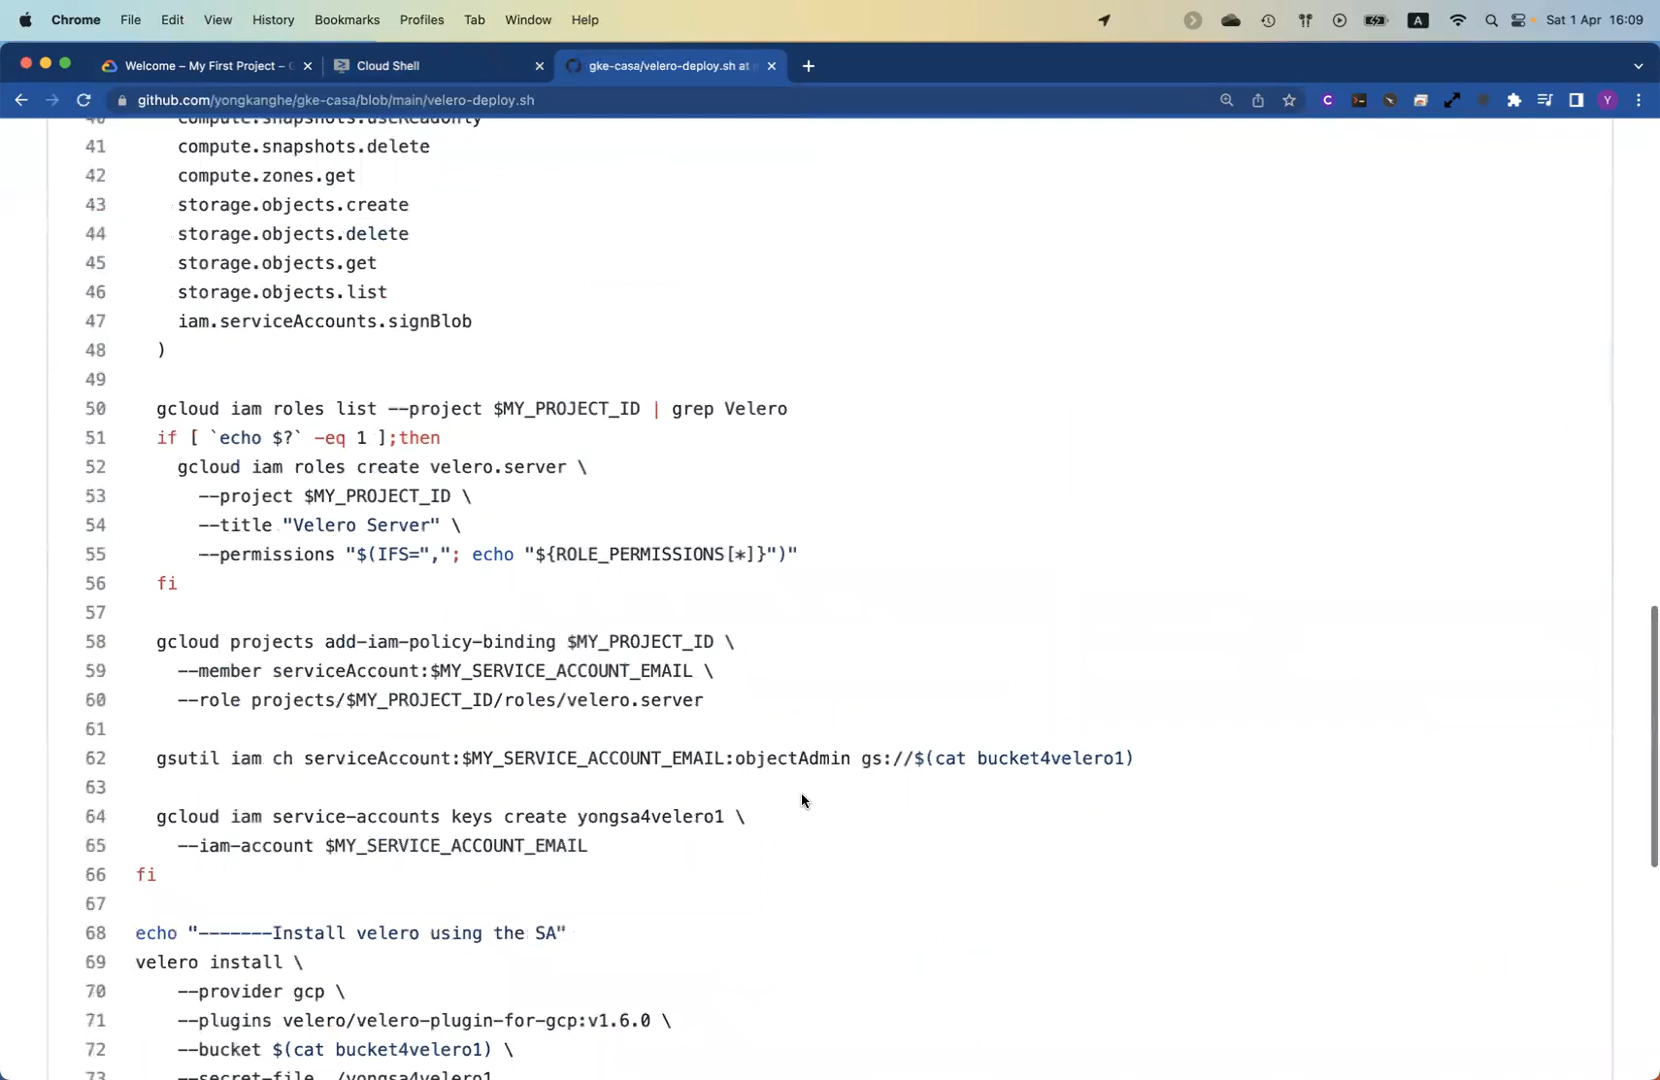 Chrome File Edit View History Bookmarks Profiles Tab Window Help A Sat 1 Apr 16:09
Welcome – My First Project – Cloud Shell gke-casa/velero-deploy.sh at
github.com/yongkanghe/gke-casa/blob/main/velero-deploy.sh C Y
40 compute.snapshots.useReadOnly
41 compute.snapshots.delete
42 compute.zones.get
43 storage.objects.create
44 storage.objects.delete
45 storage.objects.get
46 storage.objects.list
47 iam.serviceAccounts.signBlob
48 )
49
50 gcloud iam roles list --project $MY_PROJECT_ID | grep Velero
51 if [ `echo $?` -eq 1 ];then
52 gcloud iam roles create velero.server \
53 --project $MY_PROJECT_ID \
54 --title "Velero Server" \
55 --permissions "$(IFS=","; echo "${ROLE_PERMISSIONS[*]}")"
56 fi
57
58 gcloud projects add-iam-policy-binding $MY_PROJECT_ID \
59 --member serviceAccount:$MY_SERVICE_ACCOUNT_EMAIL \
60 --role projects/$MY_PROJECT_ID/roles/velero.server
61
62 gsutil iam ch serviceAccount:$MY_SERVICE_ACCOUNT_EMAIL:objectAdmin gs://$(cat bucket4velero1)
63
64 gcloud iam service-accounts keys create yongsa4velero1 \
65 --iam-account $MY_SERVICE_ACCOUNT_EMAIL
66 fi
67
68 echo "-------Install velero using the SA"
69 velero install \
70 --provider gcp \
71 --plugins velero/velero-plugin-for-gcp:v1.6.0 \
72 --bucket $(cat bucket4velero1) \
73 --secret-file ./yongsa4velero1